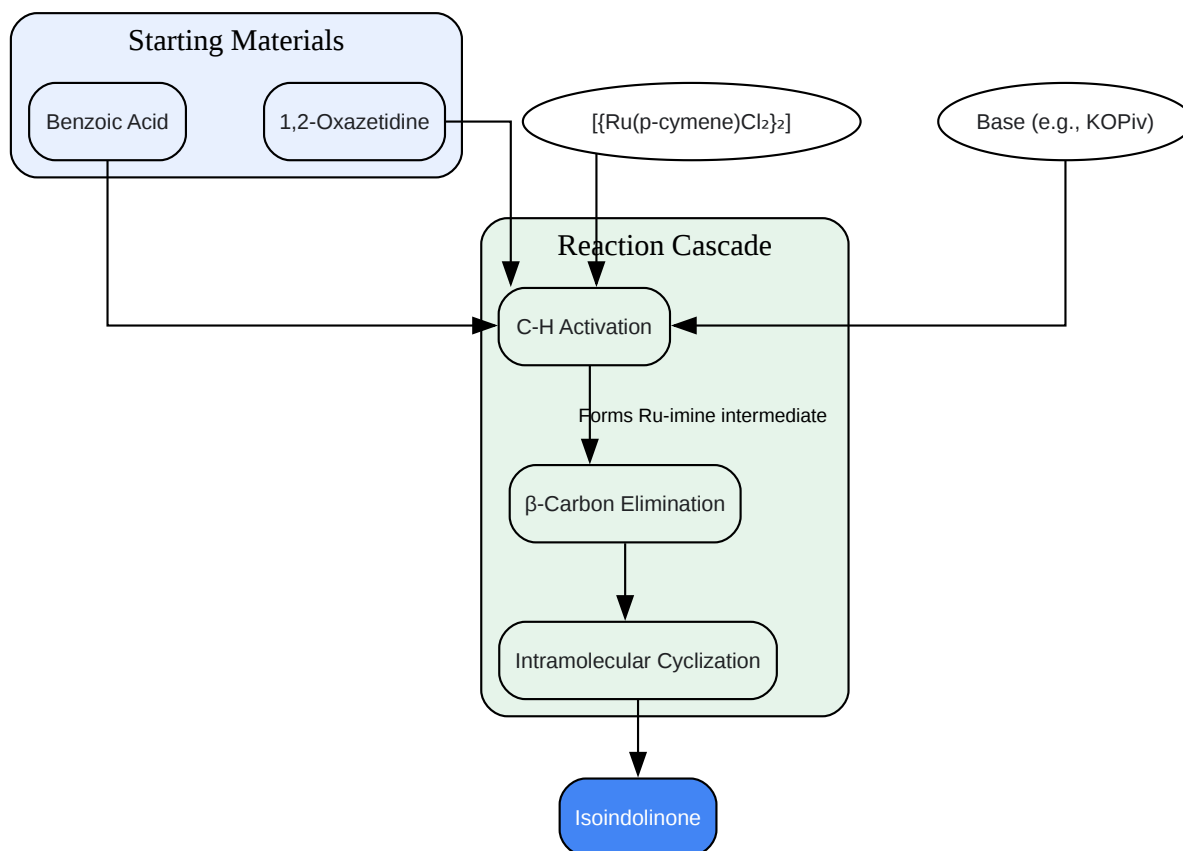 Starting Materials
Benzoic Acid
1,2-Oxazetidine
[{Ru(p-cymene)Cl₂}₂]
Base (e.g., KOPiv)
Reaction Cascade
C-H Activation
Forms Ru-imine intermediate
β-Carbon Elimination
Intramolecular Cyclization
Isoindolinone